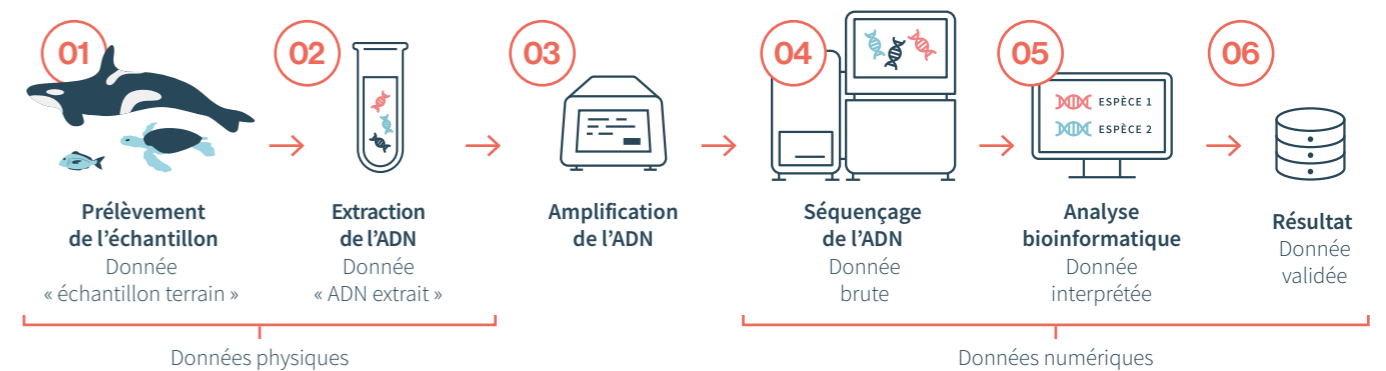 01
Prélèvement
de l’échantillon
Donnée
« échantillon terrain »
02
Extraction
de l’ADN
Donnée
« ADN extrait »
Données physiques
03
Amplification
de l’ADN
04
Séquençage
de l’ADN
Donnée
brute
05
ESPÈCE 1
ESPÈCE 2
Analyse
bioinformatique
Donnée
interprétée
06
Résultat
Donnée
validée
Données numériques